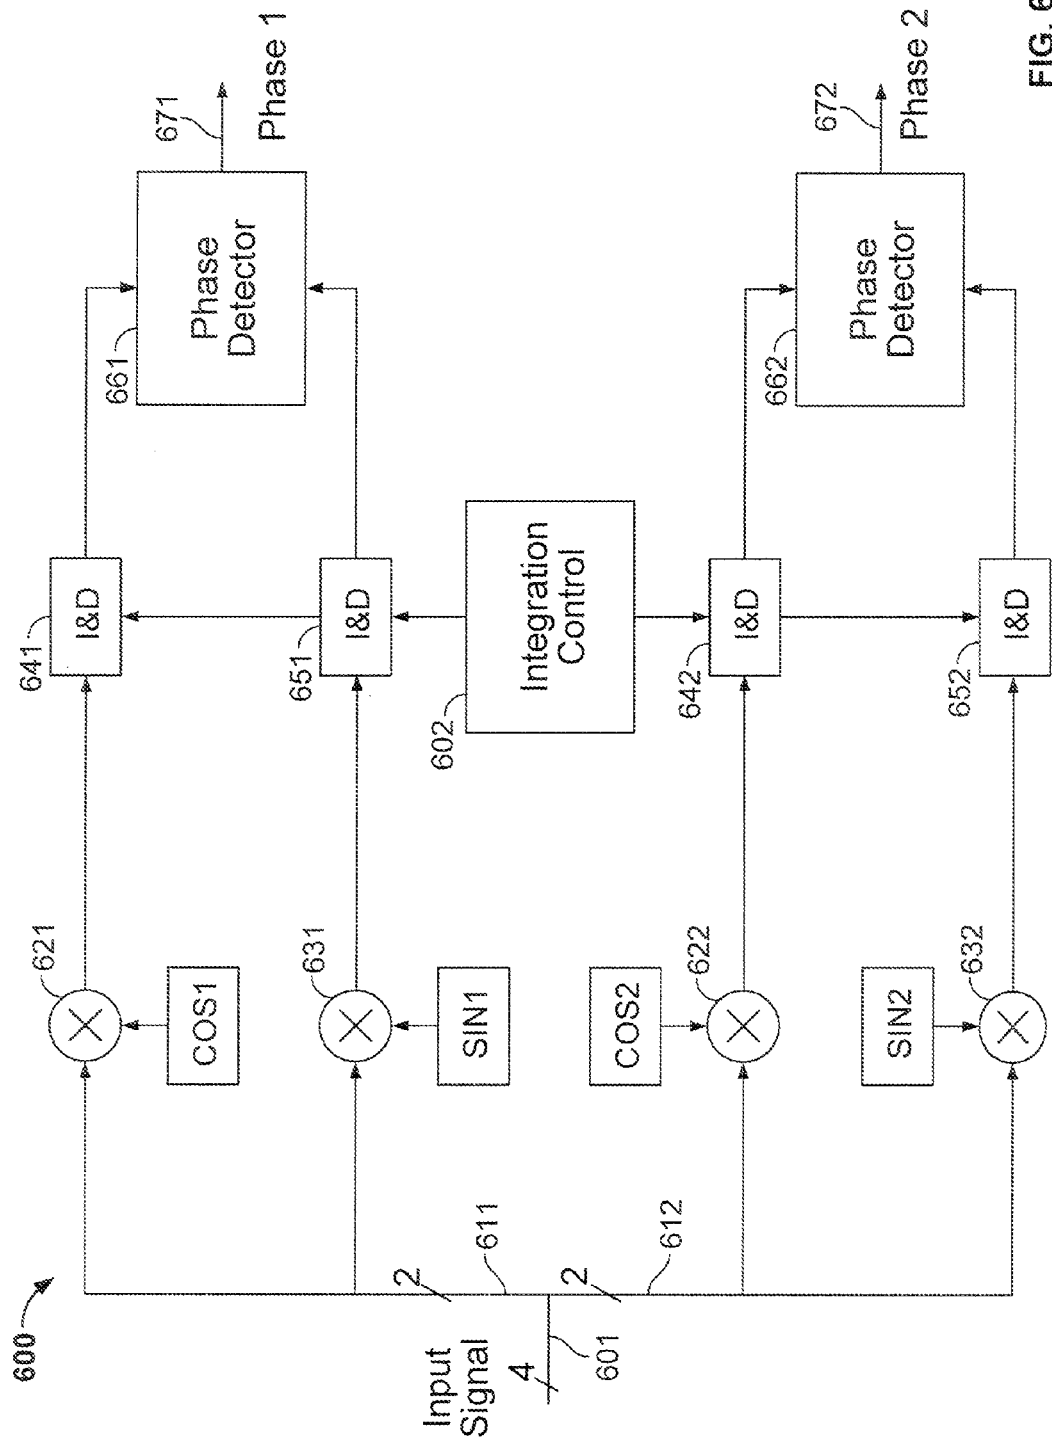 600
Input
Signal
4
601
2
611
2
612
621
COS1
631
SIN1
COS2
622
SIN2
632
641
I&D
651
I&D
602
Integration
Control
642
I&D
652
I&D
661
Phase
Detector
671
Phase 1
662
Phase
Detector
672
Phase 2
FIG. 6